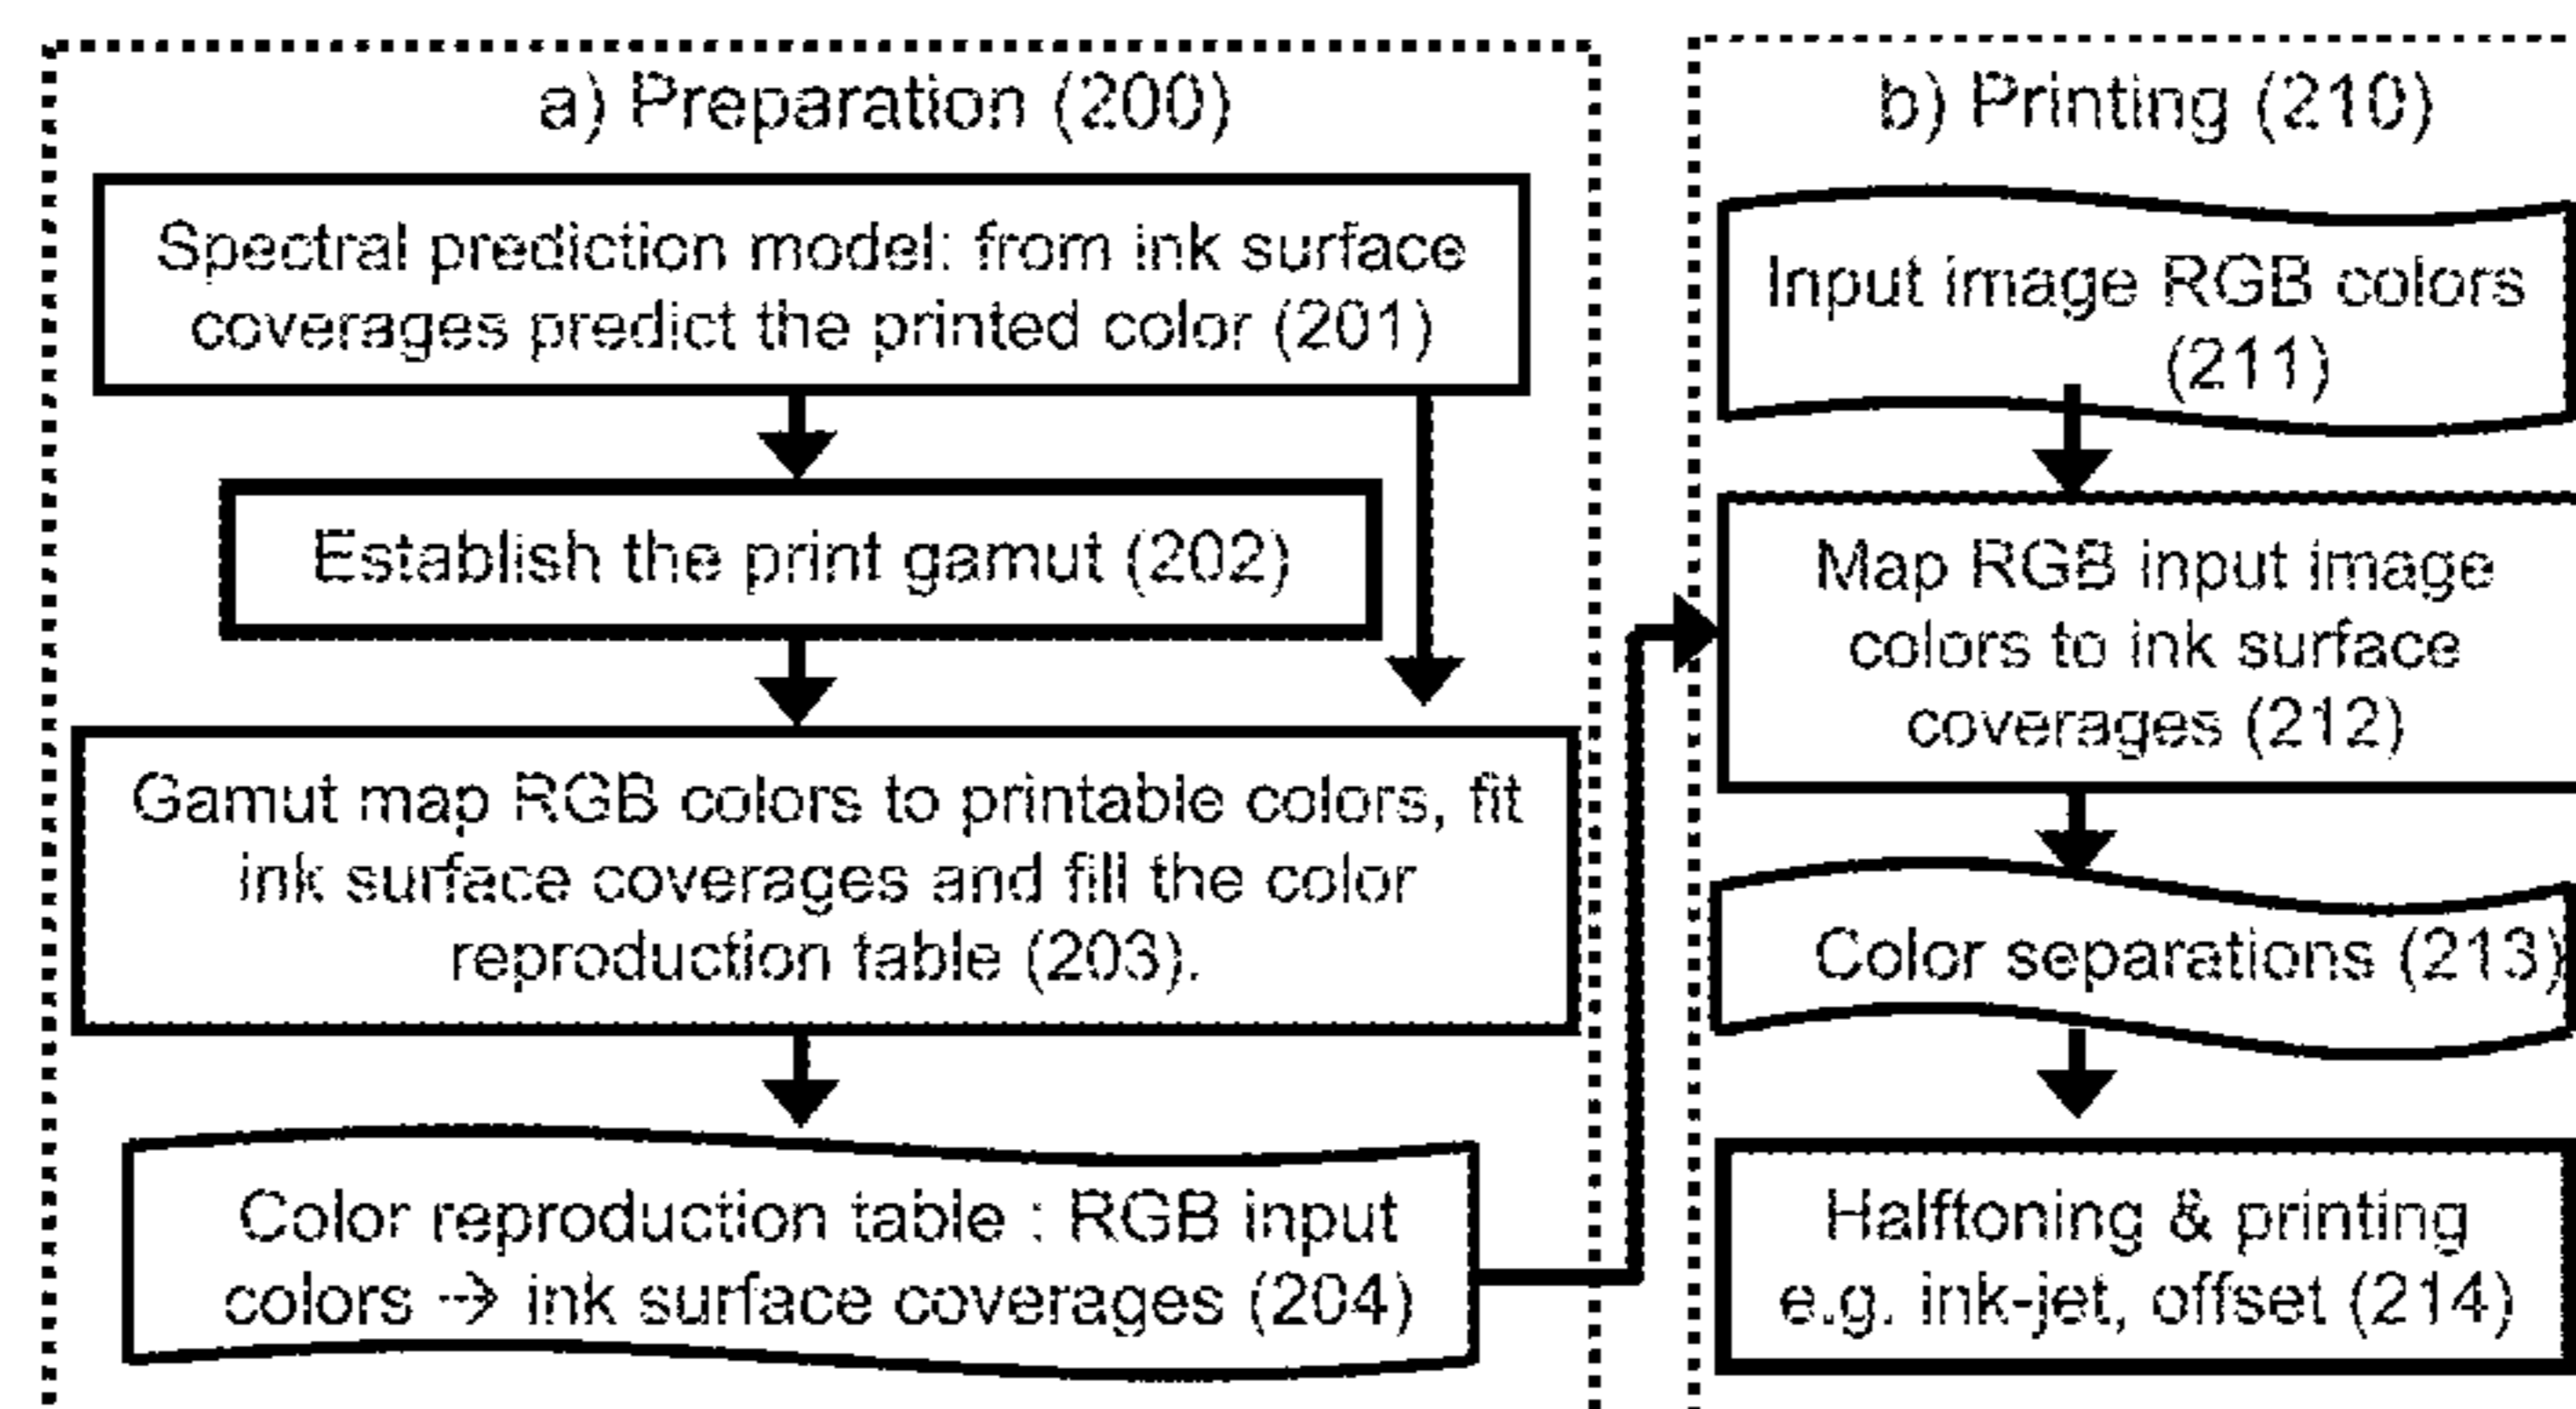 a) Preparation (200)
Spectral prediction model: from ink surface
coverages predict the printed color (201)
Establish the print gamut (202)
Gamut map RGB colors to printable colors, fit
ink surface coverages and fill the color
reproduction table (203).
Color reproduction table : RGB input
colors → ink surface coverages (204)
b) Printing (210)
Input image RGB colors
(211)
Map RGB input image
colors to ink surface
coverages (212)
Color separations (213)
Halftoning & printing
e.g. ink-jet, offset (214)